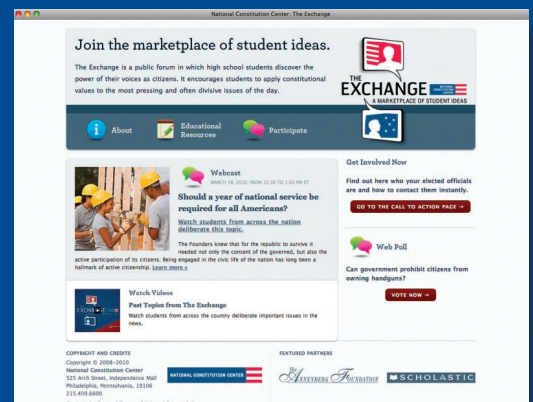 National Constitution Center: The Exchange
Join the marketplace of student ideas.
The Exchange is a public forum in which high school students discover the
power of their voices as citizens. It encourages students to apply constitutional
values to the most pressing and often divisive issues of the day.
THE
EXCHANGE
NATIONAL CONSTITUTION CENTER
A MARKETPLACE OF STUDENT IDEAS
About
Educational
Resources
Participate
Webcast
MARCH 18, 2010, FROM 12:30 TO 1:30 PM ET
Should a year of national service be
required for all Americans?
Watch students from across the nation
deliberate this topic.
The Founders knew that for the republic to survive it
needed not only the consent of the governed, but also the
active participation of its citizens. Being engaged in the civic life of the nation has long been a
hallmark of active citizenship. Learn more »
Watch Videos
Past Topics from The Exchange
Watch students from across the country deliberate important issues in the
news.
Get Involved Now
Find out here who your elected officials
are and how to contact them instantly.
GO TO THE CALL TO ACTION PAGE →
Web Poll
Can government prohibit citizens from
owning handguns?
VOTE NOW →
COPYRIGHT AND CREDITS
Copyright © 2008–2010
National Constitution Center
525 Arch Street, Independence Mall
Philadelphia, Pennsylvania, 19106
215.409.6600
NATIONAL CONSTITUTION CENTER
FEATURED PARTNERS
The Annenberg Foundation
SCHOLASTIC